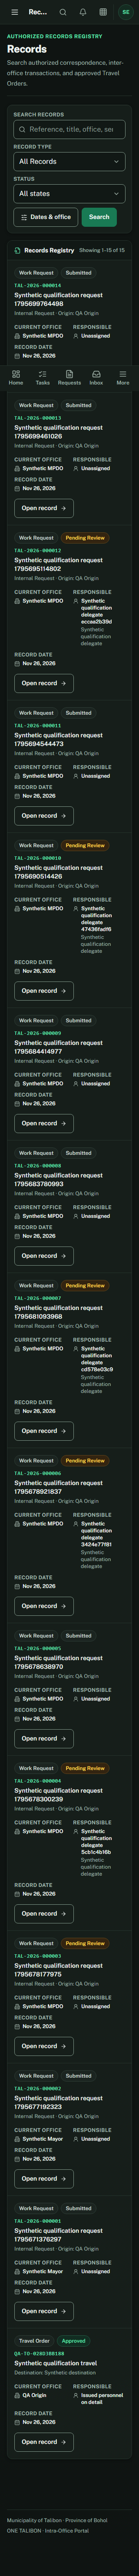 Rec...
SE
AUTHORIZED RECORDS REGISTRY
Records
Search authorized correspondence, inter-
office transactions, and approved Travel
Orders.
SEARCH RECORDS
Reference, title, office, sen
RECORD TYPE
All Records
STATUS
All states
Dates & office
Search
Records Registry
Showing 1–15 of 15
Work Request
Submitted
TAL-2026-000014
Synthetic qualification request
1795699764498
Internal Request · Origin: QA Origin
CURRENT OFFICE
RESPONSIBLE
Synthetic MPDO
Unassigned
RECORD DATE
Nov 26, 2026
Home
Tasks
Requests
Inbox
More
Work Request
Submitted
TAL-2026-000013
Synthetic qualification request
1795699461026
Internal Request · Origin: QA Origin
CURRENT OFFICE
RESPONSIBLE
Synthetic MPDO
Unassigned
RECORD DATE
Nov 26, 2026
Open record
Work Request
Pending Review
TAL-2026-000012
Synthetic qualification request
1795695114802
Internal Request · Origin: QA Origin
CURRENT OFFICE
RESPONSIBLE
Synthetic MPDO
Synthetic
qualification
delegate
eccaa2b39d
Synthetic
qualification
delegate
RECORD DATE
Nov 26, 2026
Open record
Work Request
Submitted
TAL-2026-000011
Synthetic qualification request
1795694544473
Internal Request · Origin: QA Origin
CURRENT OFFICE
RESPONSIBLE
Synthetic MPDO
Unassigned
RECORD DATE
Nov 26, 2026
Open record
Work Request
Pending Review
TAL-2026-000010
Synthetic qualification request
1795690514426
Internal Request · Origin: QA Origin
CURRENT OFFICE
RESPONSIBLE
Synthetic MPDO
Synthetic
qualification
delegate
47436fadf6
Synthetic
qualification
delegate
RECORD DATE
Nov 26, 2026
Open record
Work Request
Submitted
TAL-2026-000009
Synthetic qualification request
1795684414977
Internal Request · Origin: QA Origin
CURRENT OFFICE
RESPONSIBLE
Synthetic MPDO
Unassigned
RECORD DATE
Nov 26, 2026
Open record
Work Request
Submitted
TAL-2026-000008
Synthetic qualification request
1795683780993
Internal Request · Origin: QA Origin
CURRENT OFFICE
RESPONSIBLE
Synthetic MPDO
Unassigned
RECORD DATE
Nov 26, 2026
Open record
Work Request
Pending Review
TAL-2026-000007
Synthetic qualification request
1795681093968
Internal Request · Origin: QA Origin
CURRENT OFFICE
RESPONSIBLE
Synthetic MPDO
Synthetic
qualification
delegate
cd578e03c9
Synthetic
qualification
delegate
RECORD DATE
Nov 26, 2026
Open record
Work Request
Pending Review
TAL-2026-000006
Synthetic qualification request
1795678921837
Internal Request · Origin: QA Origin
CURRENT OFFICE
RESPONSIBLE
Synthetic MPDO
Synthetic
qualification
delegate
3424e77f81
Synthetic
qualification
delegate
RECORD DATE
Nov 26, 2026
Open record
Work Request
Submitted
TAL-2026-000005
Synthetic qualification request
1795678638970
Internal Request · Origin: QA Origin
CURRENT OFFICE
RESPONSIBLE
Synthetic MPDO
Unassigned
RECORD DATE
Nov 26, 2026
Open record
Work Request
Pending Review
TAL-2026-000004
Synthetic qualification request
1795678300239
Internal Request · Origin: QA Origin
CURRENT OFFICE
RESPONSIBLE
Synthetic MPDO
Synthetic
qualification
delegate
5cb1c4b16b
Synthetic
qualification
delegate
RECORD DATE
Nov 26, 2026
Open record
Work Request
Pending Review
TAL-2026-000003
Synthetic qualification request
1795678177975
Internal Request · Origin: QA Origin
CURRENT OFFICE
RESPONSIBLE
Synthetic MPDO
Unassigned
RECORD DATE
Nov 26, 2026
Open record
Work Request
Submitted
TAL-2026-000002
Synthetic qualification request
1795677192323
Internal Request · Origin: QA Origin
CURRENT OFFICE
RESPONSIBLE
Synthetic Mayor
Unassigned
RECORD DATE
Nov 26, 2026
Open record
Work Request
Submitted
TAL-2026-000001
Synthetic qualification request
1795671376297
Internal Request · Origin: QA Origin
CURRENT OFFICE
RESPONSIBLE
Synthetic Mayor
Unassigned
RECORD DATE
Nov 26, 2026
Open record
Travel Order
Approved
Synthetic qualification travel
Destination: Synthetic destination
CURRENT OFFICE
RESPONSIBLE
QA Origin
Issued personnel
on detail
RECORD DATE
Nov 26, 2026
Open record
Municipality of Talibon · Province of Bohol
ONE TALIBON · Intra-Office Portal